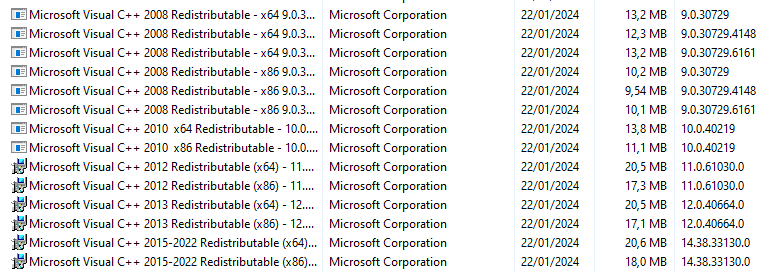 Microsoft Visual C++ 2008 Redistributable - x64 9.0.3... Microsoft Corporation 22/01/2024 13,2 MB 9.0.30729
Microsoft Visual C++ 2008 Redistributable - x64 9.0.3... Microsoft Corporation 22/01/2024 12,3 MB 9.0.30729.4148
Microsoft Visual C++ 2008 Redistributable - x64 9.0.3... Microsoft Corporation 22/01/2024 13,2 MB 9.0.30729.6161
Microsoft Visual C++ 2008 Redistributable - x86 9.0.3... Microsoft Corporation 22/01/2024 10,2 MB 9.0.30729
Microsoft Visual C++ 2008 Redistributable - x86 9.0.3... Microsoft Corporation 22/01/2024 9,54 MB 9.0.30729.4148
Microsoft Visual C++ 2008 Redistributable - x86 9.0.3... Microsoft Corporation 22/01/2024 10,1 MB 9.0.30729.6161
Microsoft Visual C++ 2010 x64 Redistributable - 10.0.... Microsoft Corporation 22/01/2024 13,8 MB 10.0.40219
Microsoft Visual C++ 2010 x86 Redistributable - 10.0.... Microsoft Corporation 22/01/2024 11,1 MB 10.0.40219
Microsoft Visual C++ 2012 Redistributable (x64) - 11.... Microsoft Corporation 22/01/2024 20,5 MB 11.0.61030.0
Microsoft Visual C++ 2012 Redistributable (x86) - 11.... Microsoft Corporation 22/01/2024 17,3 MB 11.0.61030.0
Microsoft Visual C++ 2013 Redistributable (x64) - 12.... Microsoft Corporation 22/01/2024 20,5 MB 12.0.40664.0
Microsoft Visual C++ 2013 Redistributable (x86) - 12.... Microsoft Corporation 22/01/2024 17,1 MB 12.0.40664.0
Microsoft Visual C++ 2015-2022 Redistributable (x64)... Microsoft Corporation 22/01/2024 20,6 MB 14.38.33130.0
Microsoft Visual C++ 2015-2022 Redistributable (x86)... Microsoft Corporation 22/01/2024 18,0 MB 14.38.33130.0